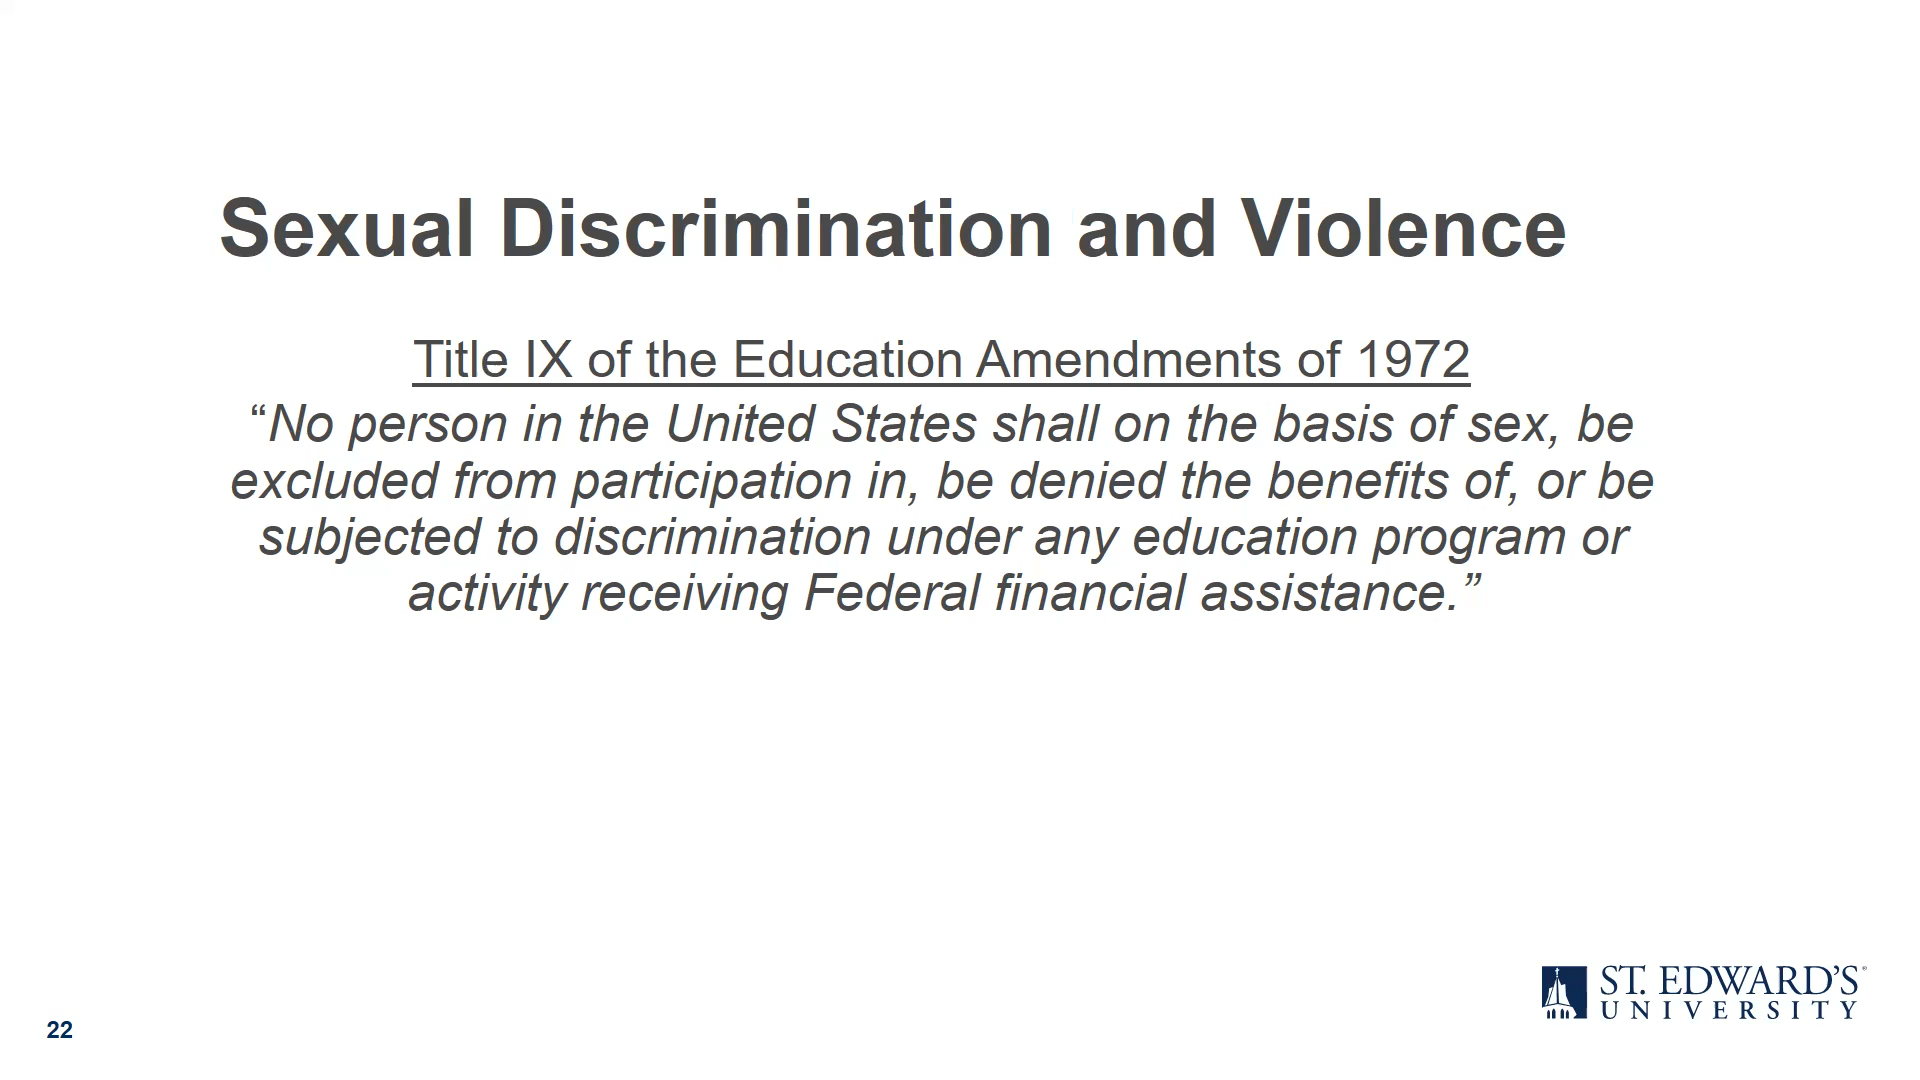 Sexual Discrimination and Violence
Title IX of the Education Amendments of 1972
“No person in the United States shall on the basis of sex, be
excluded from participation in, be denied the benefits of, or be
subjected to discrimination under any education program or
activity receiving Federal financial assistance.”
ST. EDWARD’S®
UNIVERSITY
22